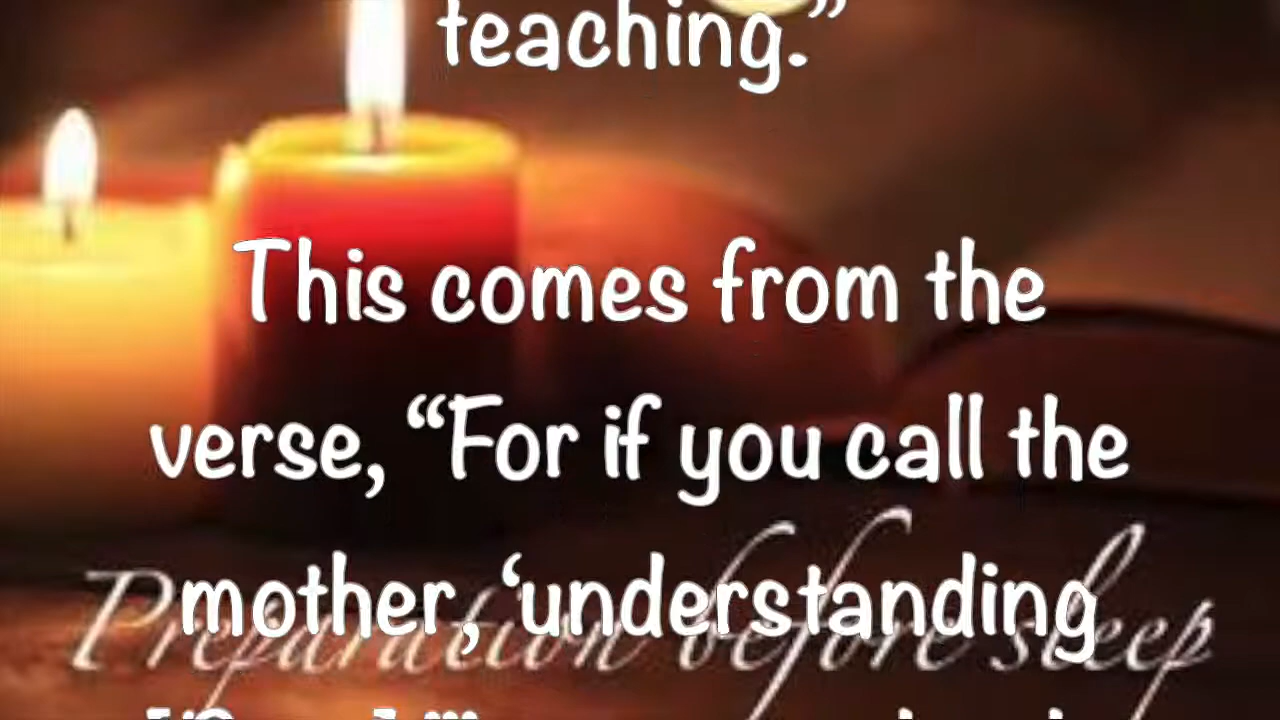 teaching.”
This comes from the
verse, “For if you call the
mother, ‘understanding
Preparation before sleep